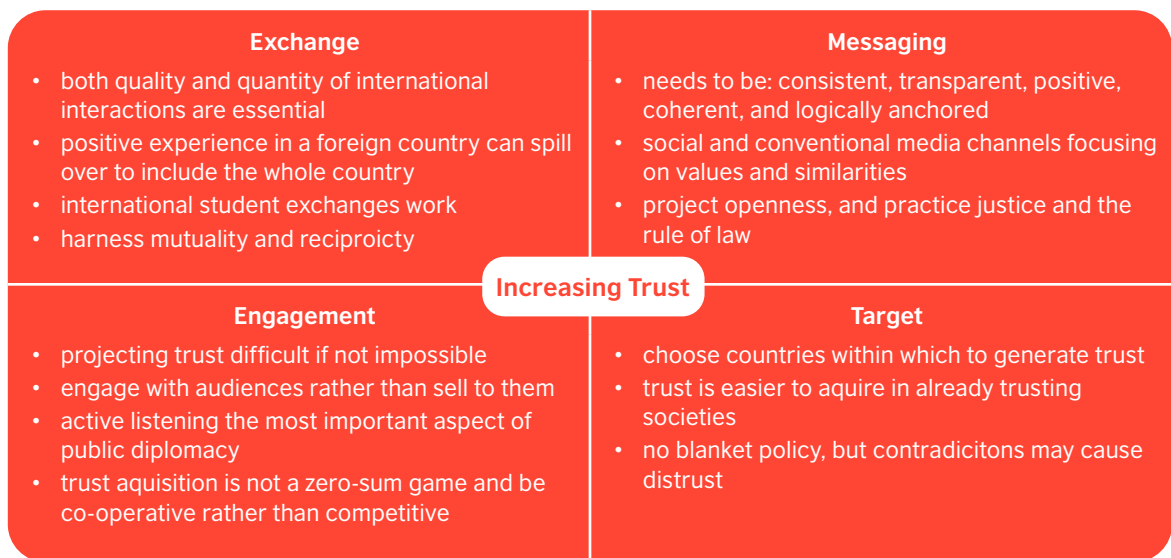 Exchange
• both quality and quantity of international
interactions are essential
• positive experience in a foreign country can spill
over to include the whole country
• international student exchanges work
• harness mutuality and reciproicty
Messaging
• needs to be: consistent, transparent, positive,
coherent, and logically anchored
• social and conventional media channels focusing
on values and similarities
• project openness, and practice justice and the
rule of law
Increasing Trust
Engagement
• projecting trust difficult if not impossible
• engage with audiences rather than sell to them
• active listening the most important aspect of
public diplomacy
• trust aquisition is not a zero-sum game and be
co-operative rather than competitive
Target
• choose countries within which to generate trust
• trust is easier to aquire in already trusting
societies
• no blanket policy, but contradicitons may cause
distrust